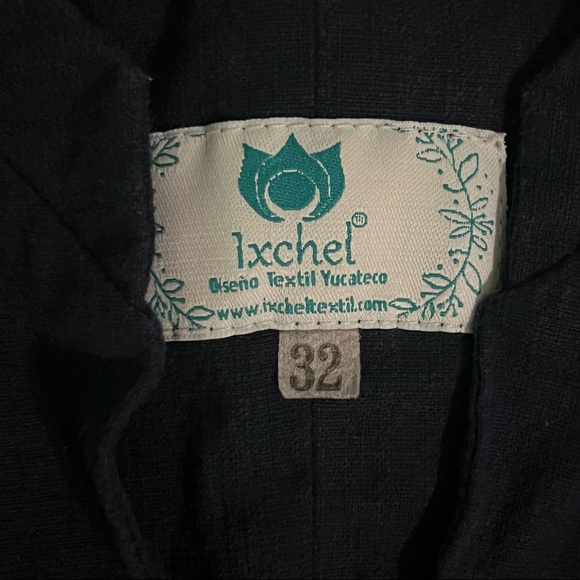 Ixchel®
Diseño Textil Yucateco
www.ixcheltextil.com
32